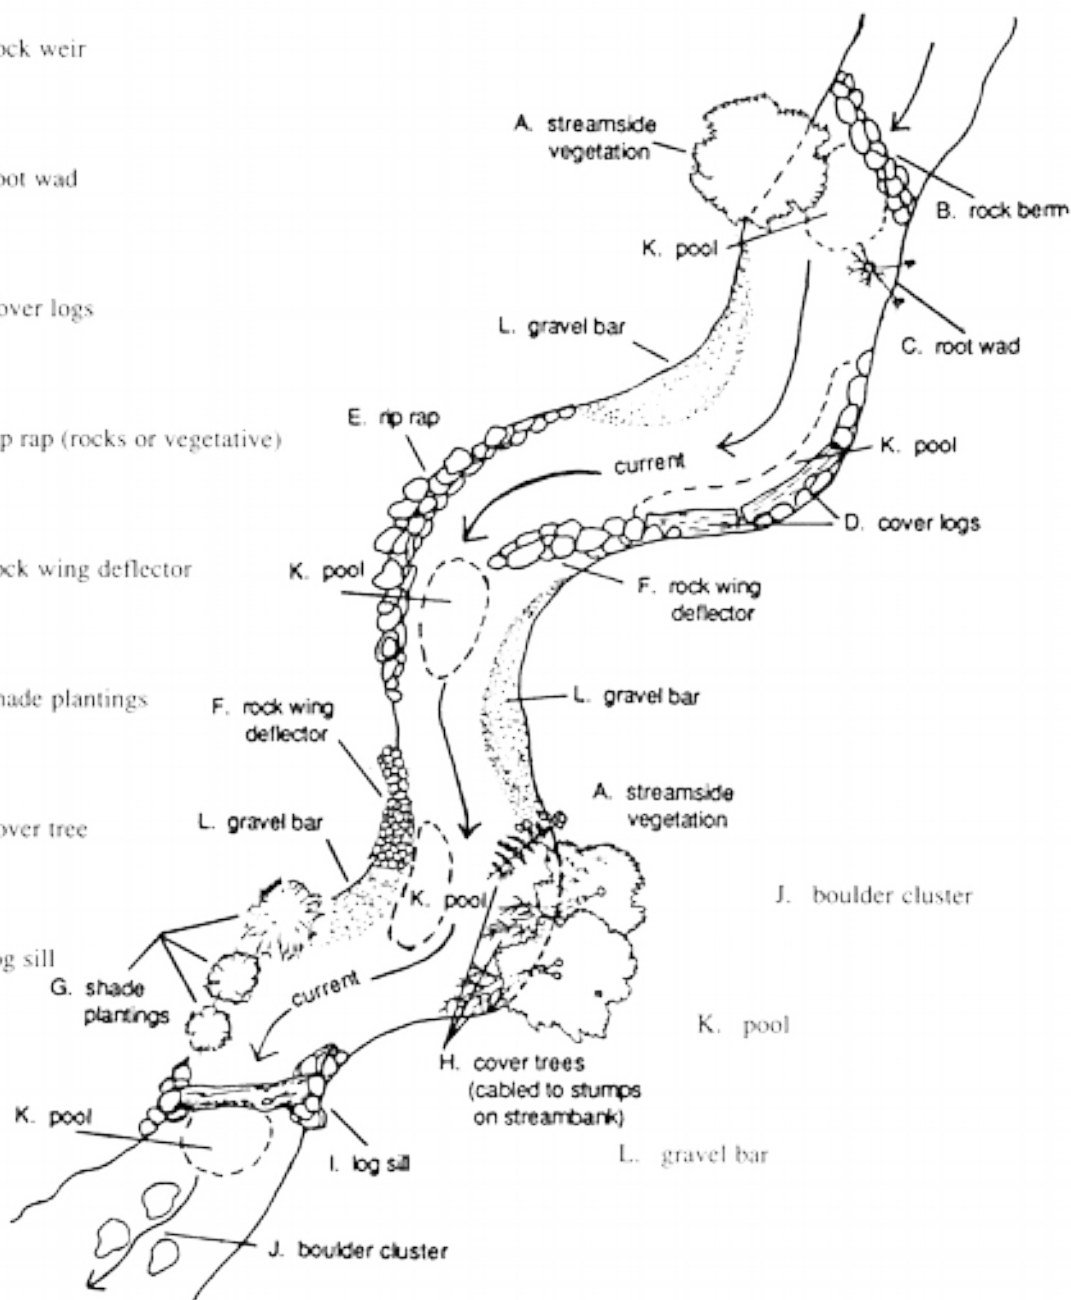 ock weir
A. streamside
vegetation
oot wad
B. rock berm
K. pool
over logs
L. gravel bar
C. root wad
E. rip rap
p rap (rocks or vegetative)
K. pool
current
D. cover logs
ock wing deflector
K. pool
F. rock wing
deflector
hade plantings
L. gravel bar
F. rock wing
deflector
A. streamside
vegetation
L. gravel bar
over tree
K. pool
J. boulder cluster
og sill
G. shade
plantings
current
K. pool
H. cover trees
(cabled to stumps
on streambank)
K. pool
L. gravel bar
I. log sill
J. boulder cluster